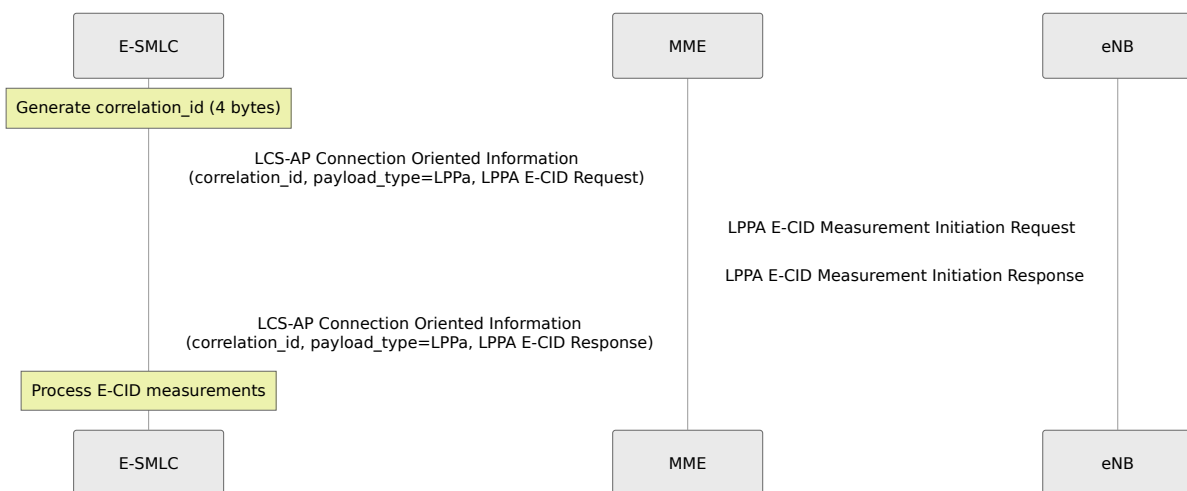 E-SMLC
MME
eNB
Generate correlation_id (4 bytes)
LCS-AP Connection Oriented Information
(correlation_id, payload_type=LPPa, LPPA E-CID Request)
LPPA E-CID Measurement Initiation Request
LPPA E-CID Measurement Initiation Response
LCS-AP Connection Oriented Information
(correlation_id, payload_type=LPPa, LPPA E-CID Response)
Process E-CID measurements
E-SMLC
MME
eNB